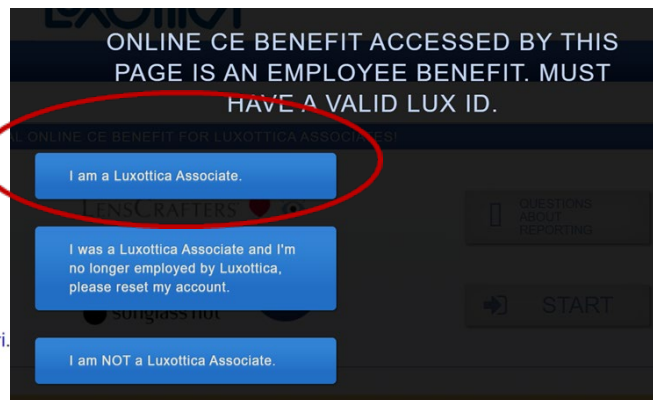 Luxottica
ONLINE CE BENEFIT ACCESSED BY THIS
PAGE IS AN EMPLOYEE BENEFIT. MUST
HAVE A VALID LUX ID.
L ONLINE CE BENEFIT FOR LUXOTTICA ASSOCIATES!
I am a Luxottica Associate.
LENSCRAFTERS
QUESTIONS
ABOUT
REPORTING
I was a Luxottica Associate and I'm
no longer employed by Luxottica,
please reset my account.
sunglass hut
START
i.
I am NOT a Luxottica Associate.